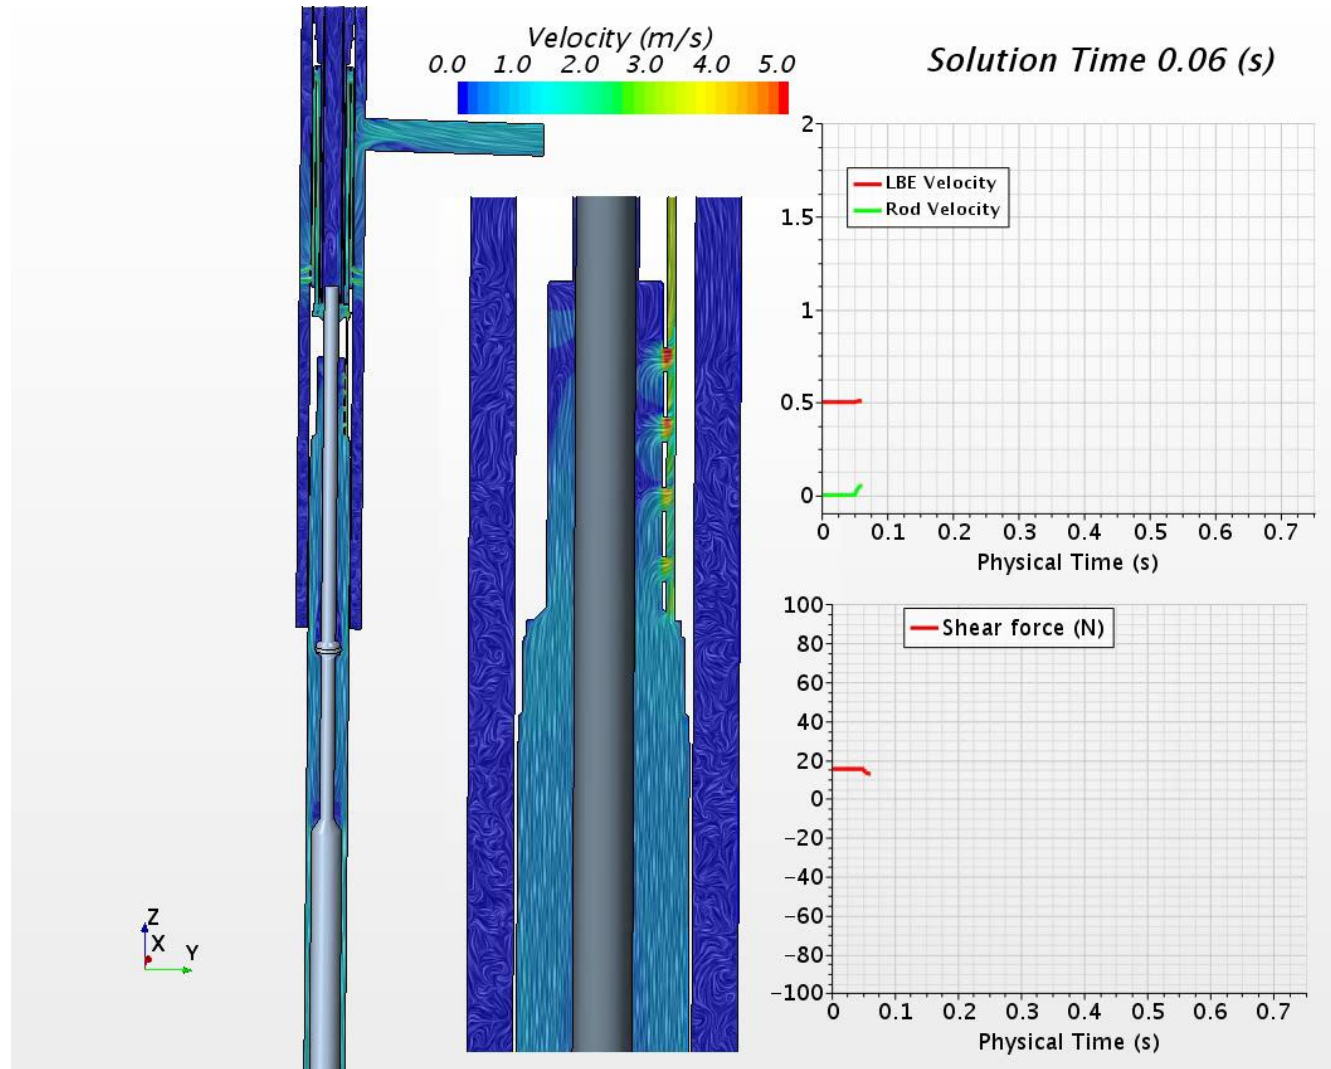 Velocity (m/s)
0.0 1.0 2.0 3.0 4.0 5.0
Solution Time 0.06 (s)
2
1.5
1
0.5
0
LBE Velocity
Rod Velocity
0 0.1 0.2 0.3 0.4 0.5 0.6 0.7
Physical Time (s)
100
80
60
40
20
0
−20
−40
−60
−80
−100
Shear force (N)
0 0.1 0.2 0.3 0.4 0.5 0.6 0.7
Physical Time (s)
Z
X
Y